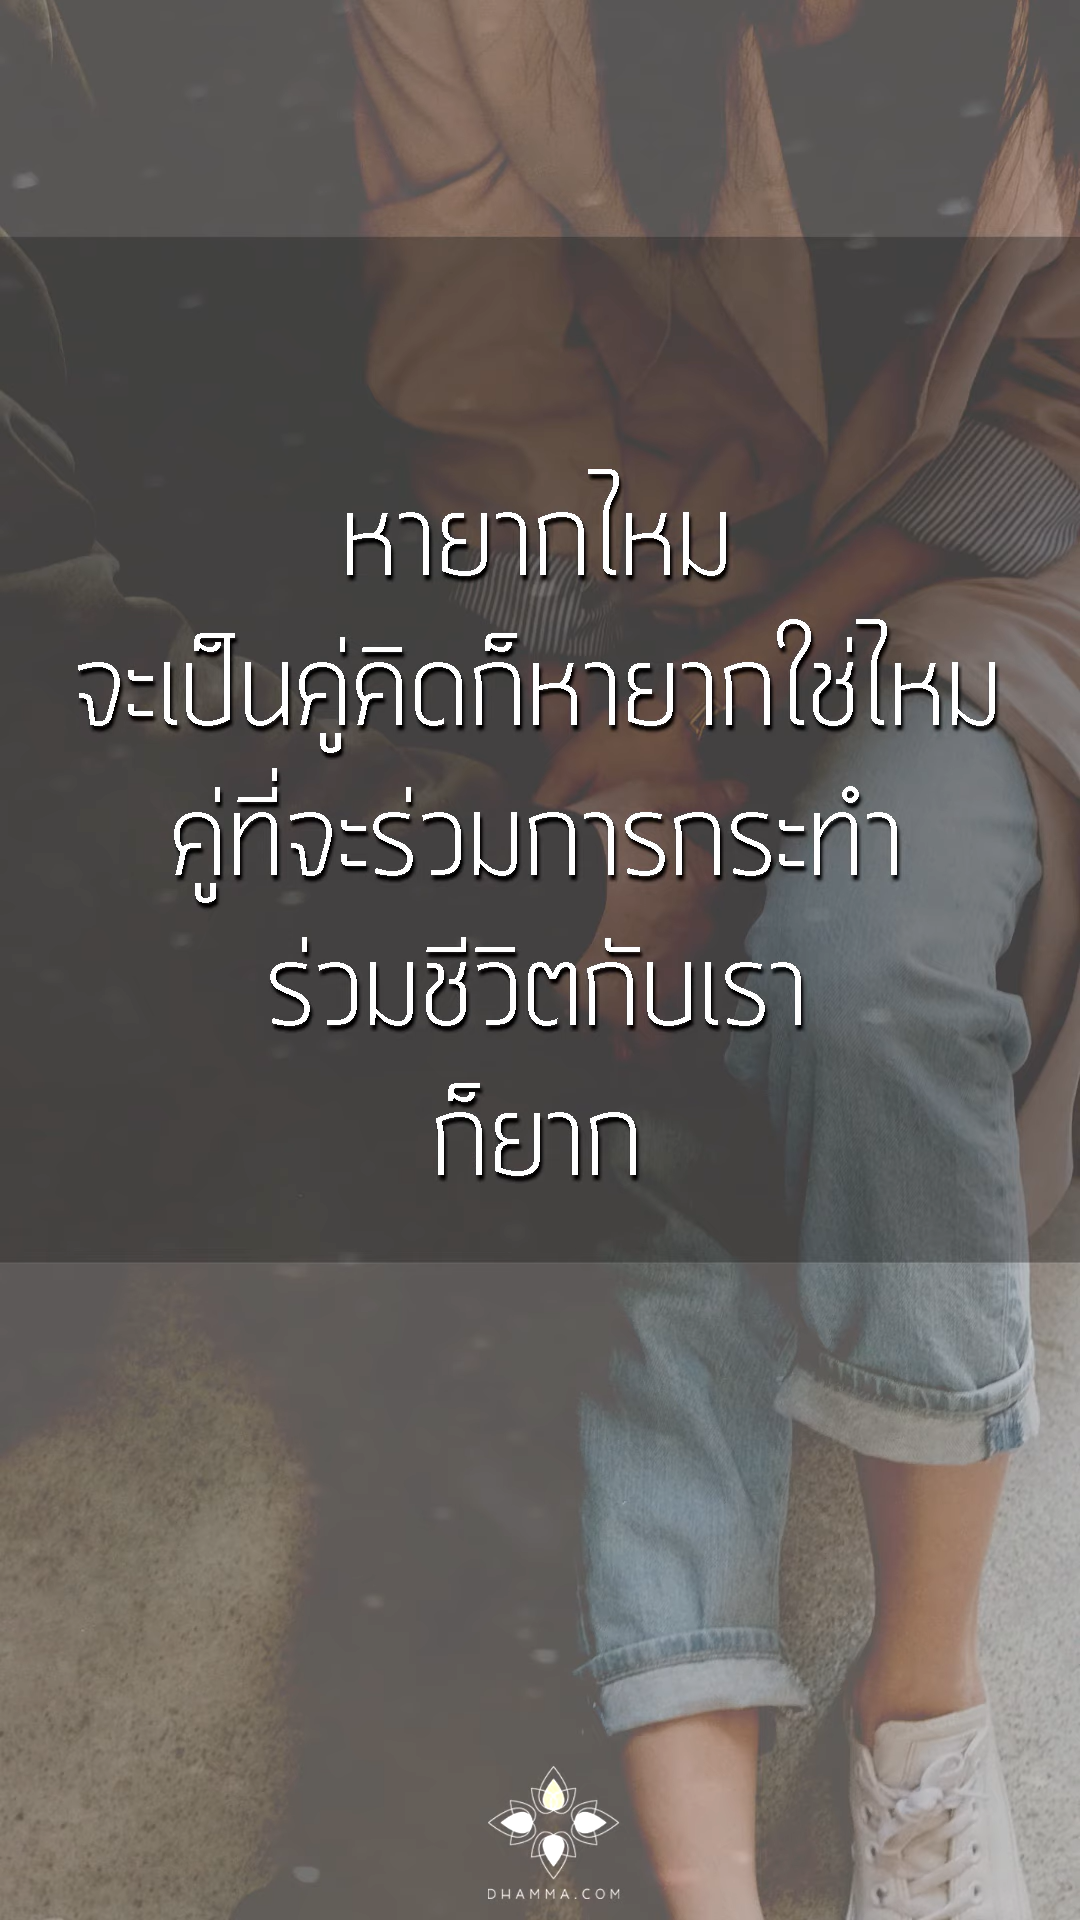 หายากไหม
จะเป็นคู่คิดก็หายากใช่ไหม
คู่ที่จะร่วมการกระทำ
ร่วมชีวิตกับเรา
ก็ยาก
DHAMMA.COM